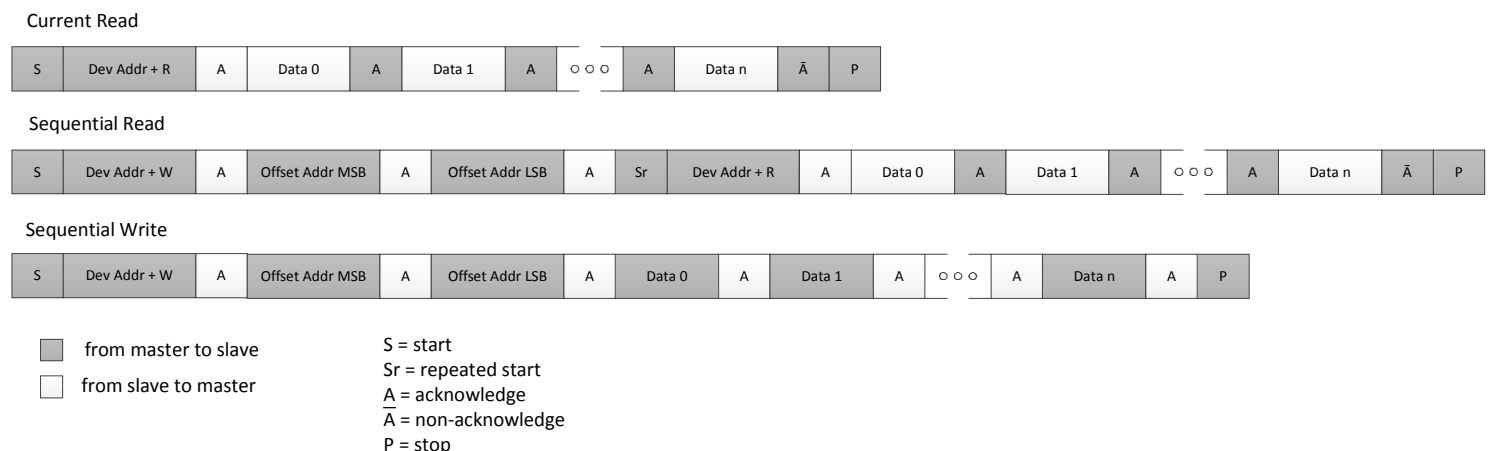 Current Read
S Dev Addr + R A Data 0 A Data 1 A A Data n Ā P
Sequential Read
S Dev Addr + W A Offset Addr MSB A Offset Addr LSB A Sr Dev Addr + R A Data 0 A Data 1 A A Data n Ā P
Sequential Write
S Dev Addr + W A Offset Addr MSB A Offset Addr LSB A Data 0 A Data 1 A A Data n A P
from master to slave
from slave to master
S = start
Sr = repeated start
A = acknowledge
Ā = non-acknowledge
P = stop